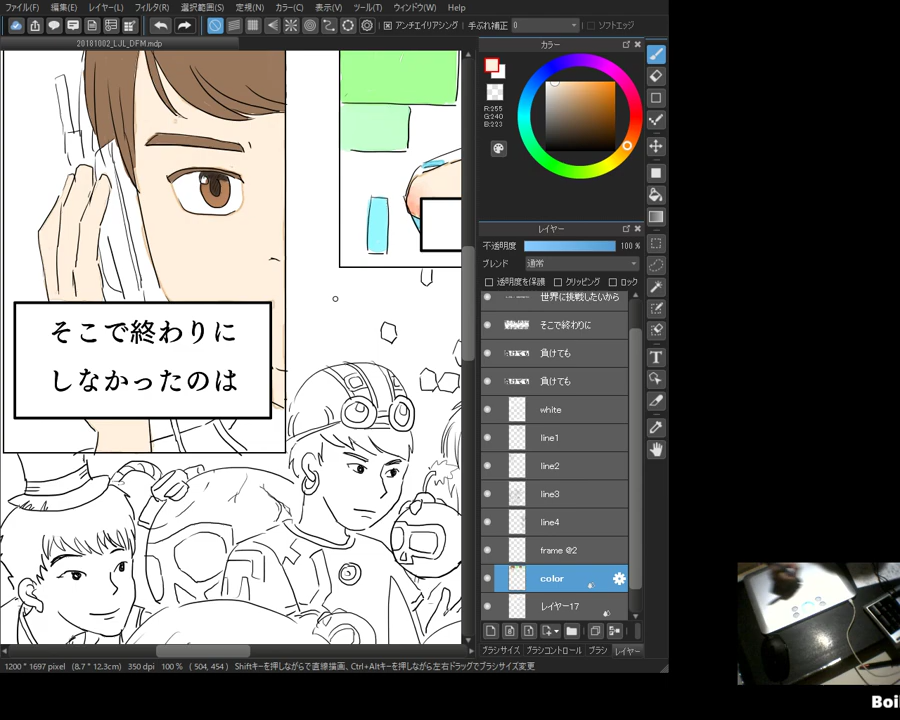 ファイル(F) 編集(E) レイヤー(L) フィルタ(R) 選択範囲(S) 定規(N) カラー(C) 表示(V) ツール(T) ウィンドウ(W) Help
アンチエイリアシング 手ぶれ補正 0 ソフトエッジ
20181002_LJL_DFM.mdp
カラー
R:255
G:240
B:223
レイヤー
不透明度 100 %
ブレンド 通常
透明度を保護 クリッピング ロック
世界に挑戦したいから
そこで終わりに
負けても
負けても
white
line1
line2
line3
line4
frame @2
color
レイヤー17
ブラシサイズ ブラシコントロール ブラシ レイヤー
そこで終わりに
しなかったのは
1200 * 1697 pixel (8.7 * 12.3cm) 350 dpi 100 % ( 504, 454 ) Shiftキーを押しながらで直線描画、Ctrl+Altキーを押しながら左右ドラッグでブラシサイズ変更